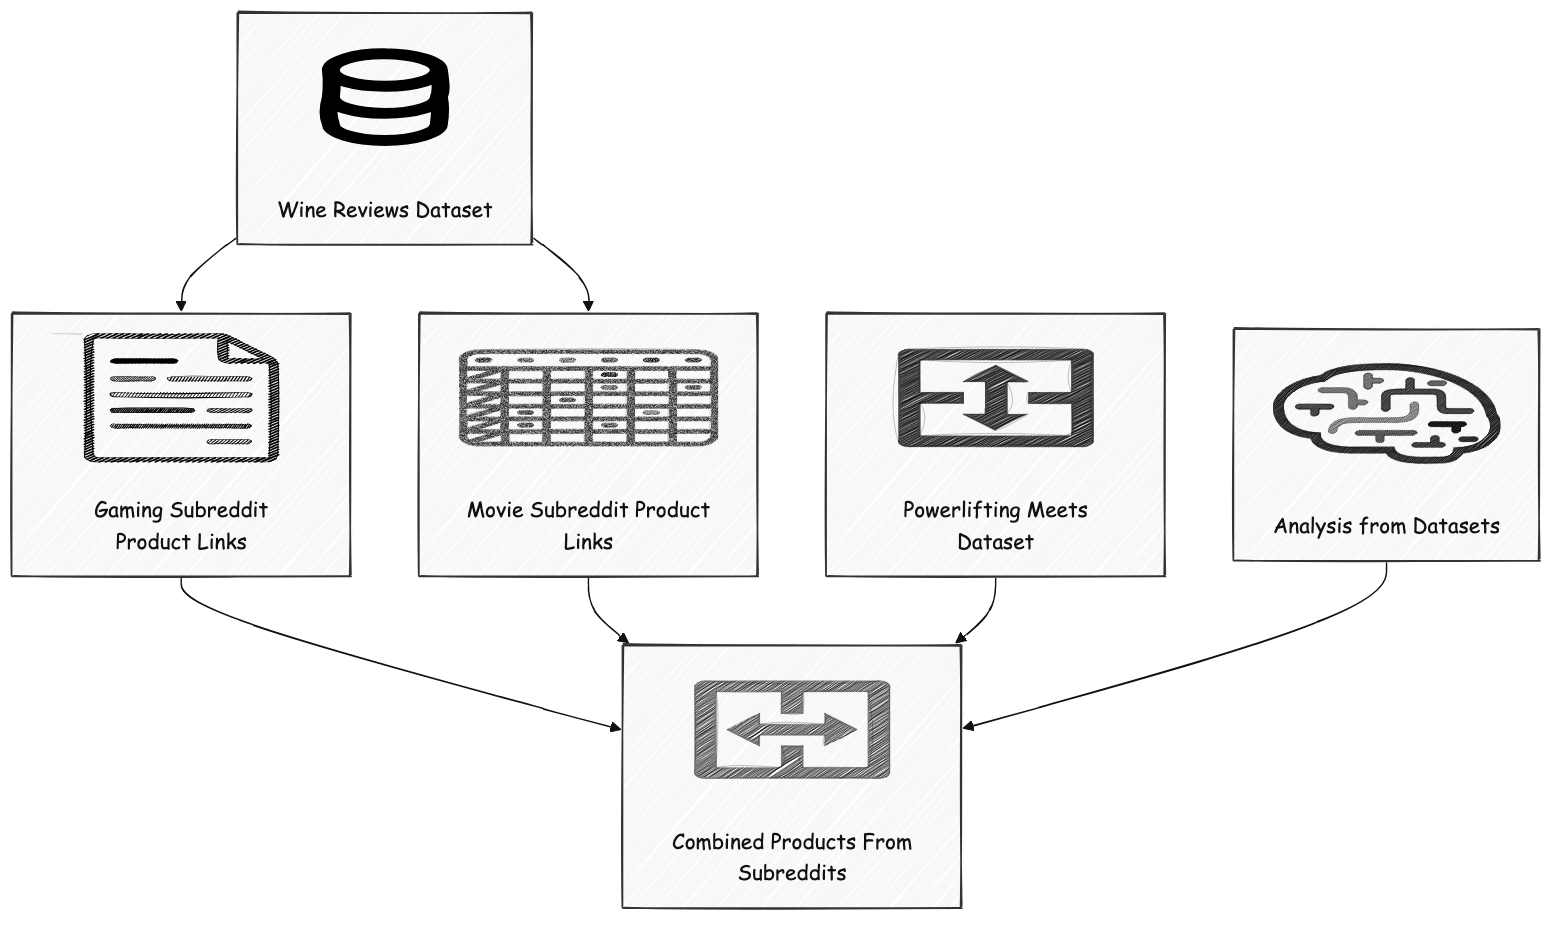 Wine Reviews Dataset
Gaming Subreddit
Product Links
Movie Subreddit Product
Links
Powerlifting Meets
Dataset
Analysis from Datasets
Combined Products From
Subreddits